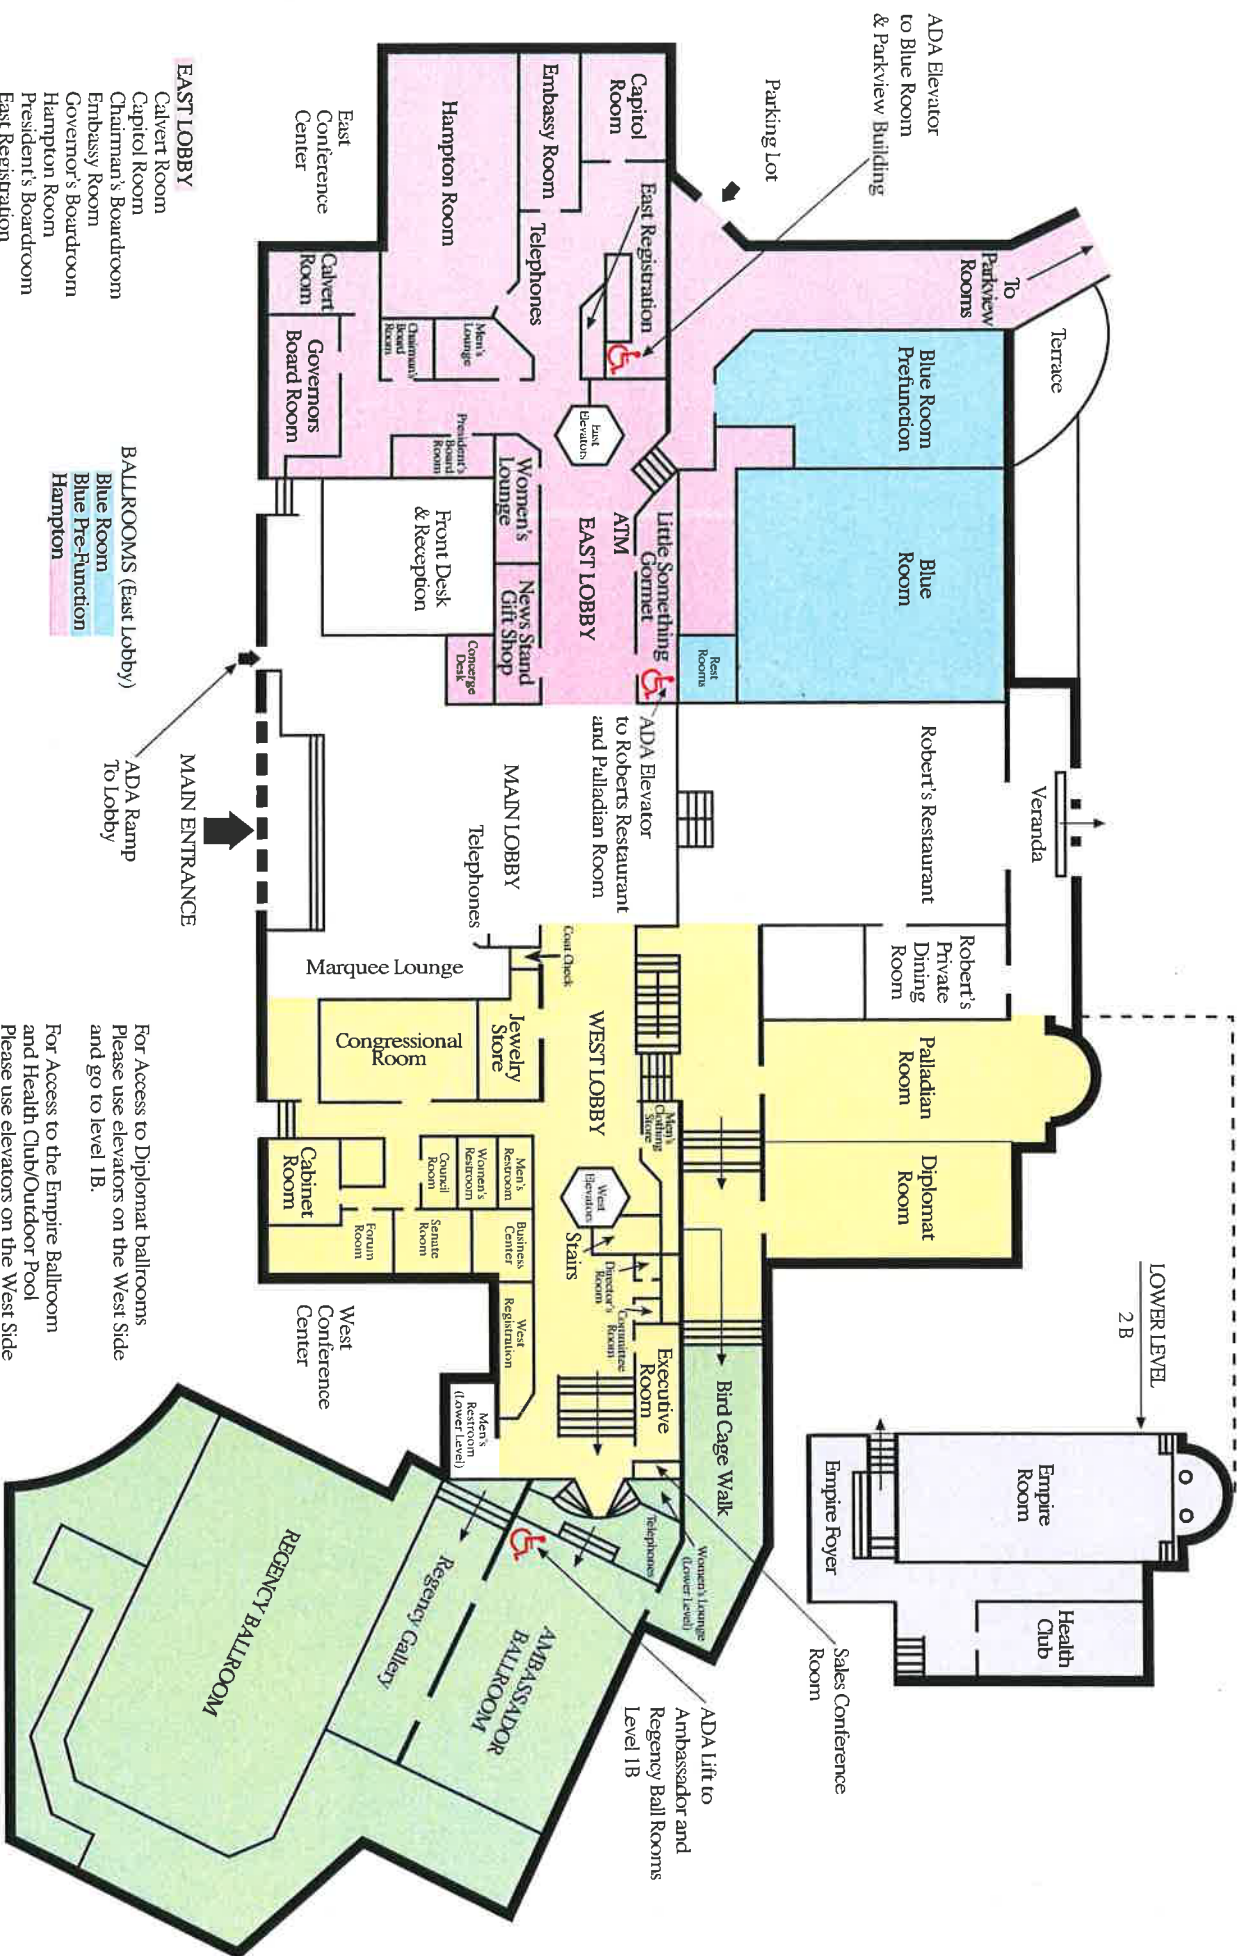 ADA Elevator
to Blue Room
& Parkview Building
Parking Lot
To
Parkview
Rooms
Terrace
Capitol
Room
Embassy Room
Hampton Room
East
Conference
Center
East Registration
Telephones
Men's
Lounge
Chairman's
Board
Room
Calvert
Room
Governors
Board Room
President's
Board
Room
East
Elevators
Blue Room
Prefunction
Blue
Room
Rest
Rooms
Little Something
Gormet
ATM
EAST LOBBY
Women's
Lounge
News Stand
Gift Shop
Front Desk
& Reception
Concerge
Desk
ADA Elevator
to Roberts Restaurant
and Palladian Room
Robert's Restaurant
Veranda
Robert's
Private
Dining
Room
MAIN LOBBY
Telephones
Coat Check
Marquee Lounge
MAIN ENTRANCE
ADA Ramp
To Lobby
Palladian
Room
Diplomat
Room
WEST LOBBY
Jewelry
Store
Congressional
Room
Men's
Clothing
Store
West
Elevators
Stairs
Men's
Restroom
Women's
Restroom
Council
Room
Cabinet
Room
Forum
Room
Senate
Room
Business
Center
West
Registration
Director's
Room
Committee
Room
Executive
Room
West
Conference
Center
Men's
Restroom
(Lower Level)
Bird Cage Walk
Telephones
Women's Lounge
(Lower Level)
Sales Conference
Room
ADA Lift to
Ambassador and
Regency Ball Rooms
Level 1B
AMBASSADOR
BALLROOM
Regency Gallery
REGENCY BALLROOM
LOWER LEVEL
2 B
Empire
Room
Empire Foyer
Health
Club
EAST LOBBY
Calvert Room
Capitol Room
Chairman's Boardroom
Embassy Room
Governor's Boardroom
Hampton Room
President's Boardroom
East Registration
BALLROOMS (East Lobby)
Blue Room
Blue Pre-Function
Hampton
For Access to Diplomat ballrooms
Please use elevators on the West Side
and go to level 1B.
For Access to the Empire Ballroom
and Health Club/Outdoor Pool
Please use elevators on the West Side